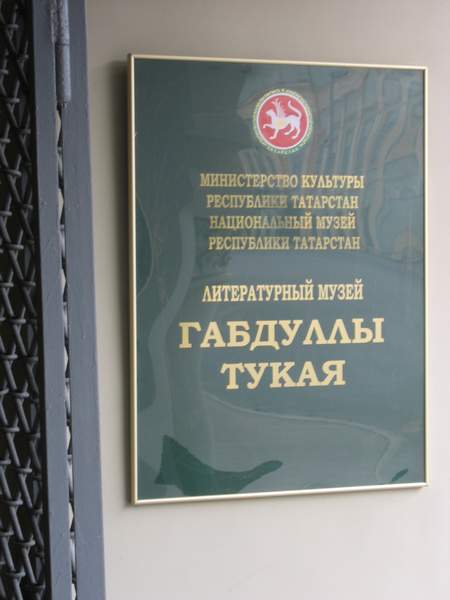 МИНИСТЕРСТВО КУЛЬТУРЫ
РЕСПУБЛИКИ ТАТАРСТАН
НАЦИОНАЛЬНЫЙ МУЗЕЙ
РЕСПУБЛИКИ ТАТАРСТАН
ЛИТЕРАТУРНЫЙ МУЗЕЙ
ГАБДУЛЛЫ
ТУКАЯ